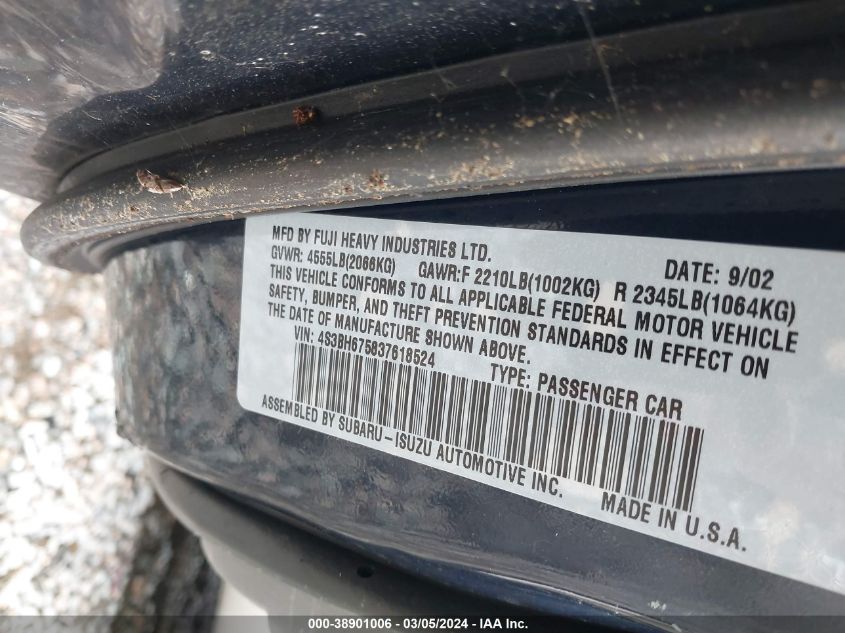 MFD BY FUJI HEAVY INDUSTRIES LTD. DATE: 9/02
GVWR: 4555LB(2066KG) GAWR:F 2210LB(1002KG) R 2345LB(1064KG)
THIS VEHICLE CONFORMS TO ALL APPLICABLE FEDERAL MOTOR VEHICLE
SAFETY, BUMPER, AND THEFT PREVENTION STANDARDS IN EFFECT ON
THE DATE OF MANUFACTURE SHOWN ABOVE.
VIN: 4S3BH675837618524 TYPE: PASSENGER CAR
ASSEMBLED BY SUBARU-ISUZU AUTOMOTIVE INC. MADE IN U.S.A.
000-38901006 - 03/05/2024 - IAA Inc.